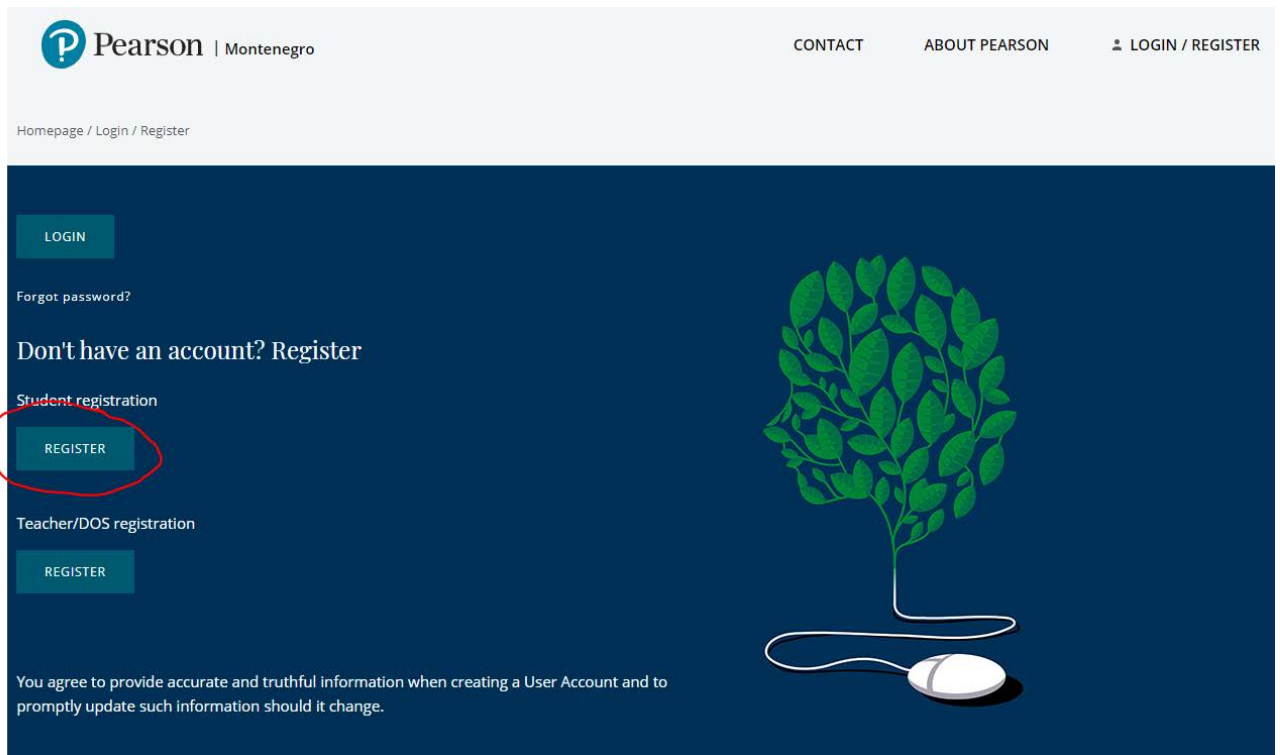 Pearson | Montenegro
CONTACT ABOUT PEARSON LOGIN / REGISTER
Homepage / Login / Register
LOGIN
Forgot password?
Don't have an account? Register
Student registration
REGISTER
Teacher/DOS registration
REGISTER
You agree to provide accurate and truthful information when creating a User Account and to
promptly update such information should it change.